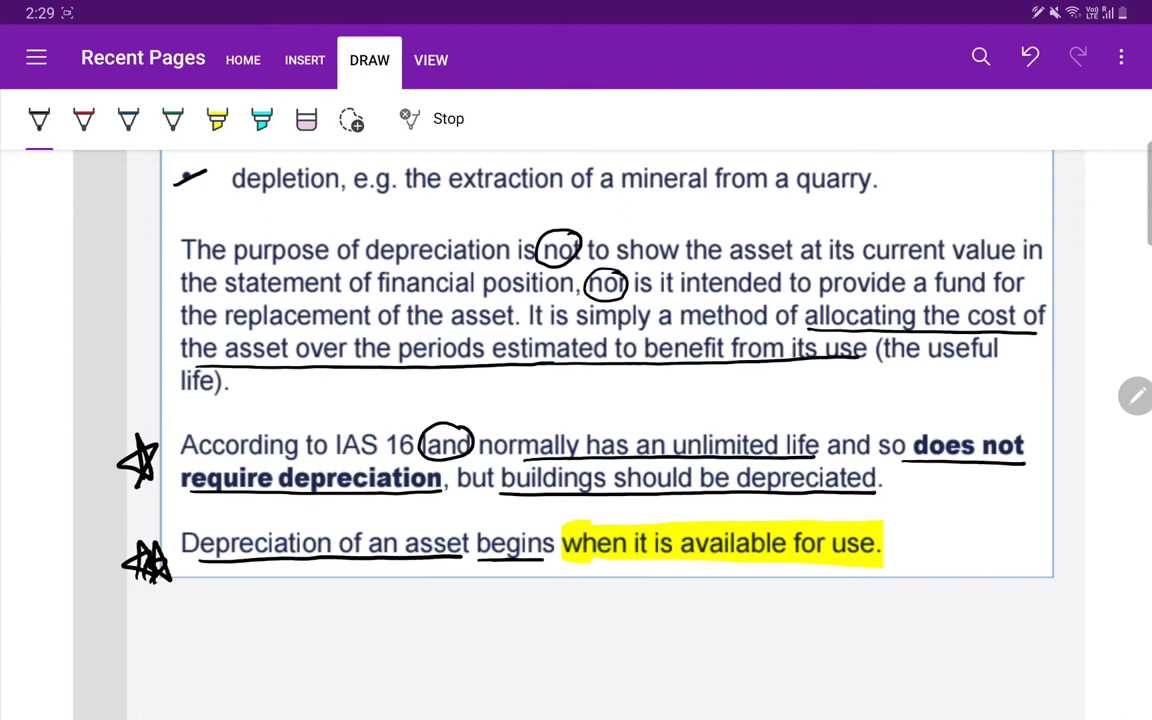 2:29
Recent Pages HOME INSERT DRAW VIEW
Stop
depletion, e.g. the extraction of a mineral from a quarry.
The purpose of depreciation is not to show the asset at its current value in
the statement of financial position, nor is it intended to provide a fund for
the replacement of the asset. It is simply a method of allocating the cost of
the asset over the periods estimated to benefit from its use (the useful
life).
According to IAS 16 land normally has an unlimited life and so does not
require depreciation, but buildings should be depreciated.
Depreciation of an asset begins when it is available for use.